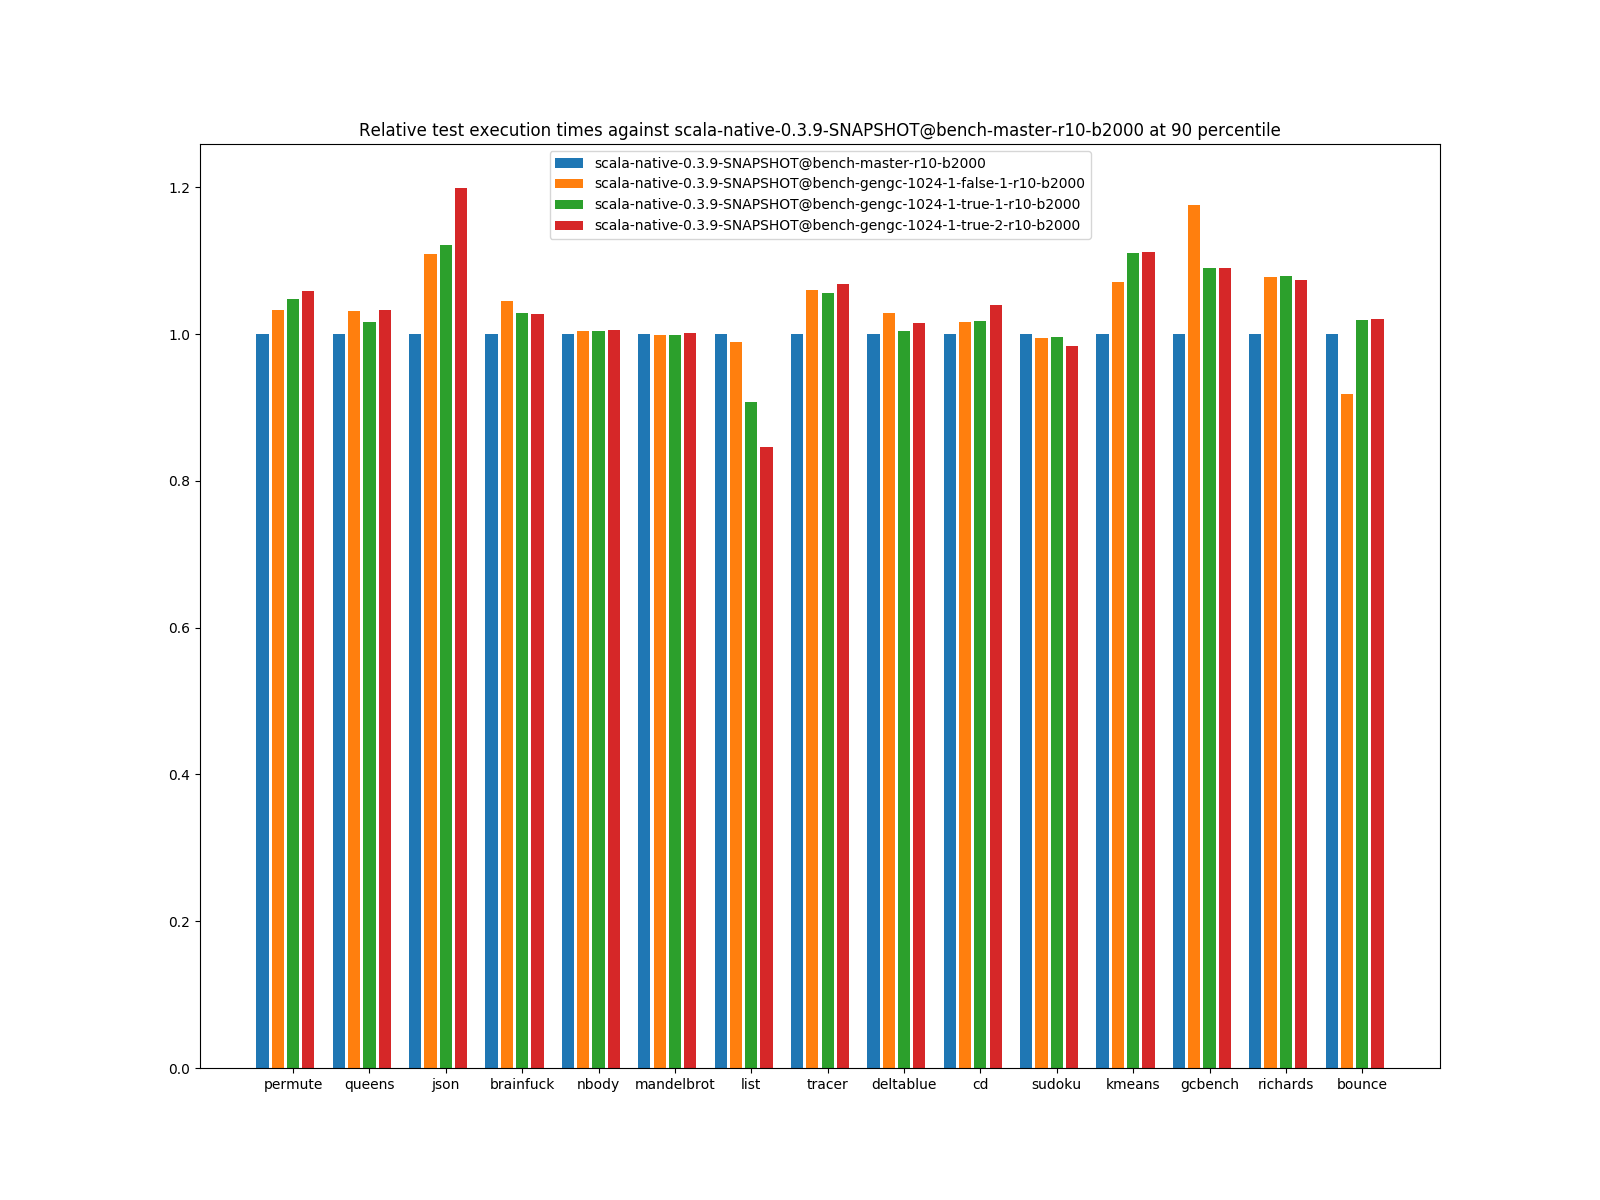 Relative test execution times against scala-native-0.3.9-SNAPSHOT@bench-master-r10-b2000 at 90 percentile
scala-native-0.3.9-SNAPSHOT@bench-master-r10-b2000
scala-native-0.3.9-SNAPSHOT@bench-gengc-1024-1-false-1-r10-b2000
scala-native-0.3.9-SNAPSHOT@bench-gengc-1024-1-true-1-r10-b2000
scala-native-0.3.9-SNAPSHOT@bench-gengc-1024-1-true-2-r10-b2000
1.2
1.0
0.8
0.6
0.4
0.2
0.0
permute queens json brainfuck nbody mandelbrot list tracer deltablue cd sudoku kmeans gcbench richards bounce